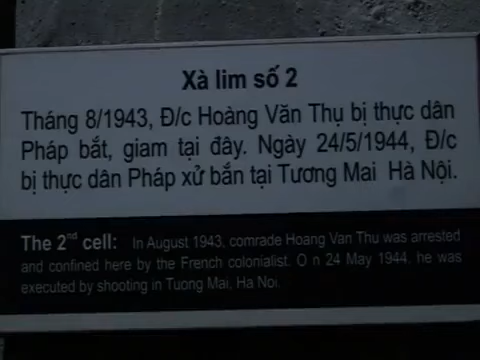 Xà lim số 2
Tháng 8/1943, Đ/c Hoàng Văn Thụ bị thực dân
Pháp bắt, giam tại đây. Ngày 24/5/1944, Đ/c
bị thực dân Pháp xử bắn tại Tương Mai Hà Nội.
The 2nd cell: In August 1943, comrade Hoang Van Thu was arrested
and confined here by the French colonialist. O n 24 May 1944, he was
executed by shooting in Tuong Mai, Ha Noi.